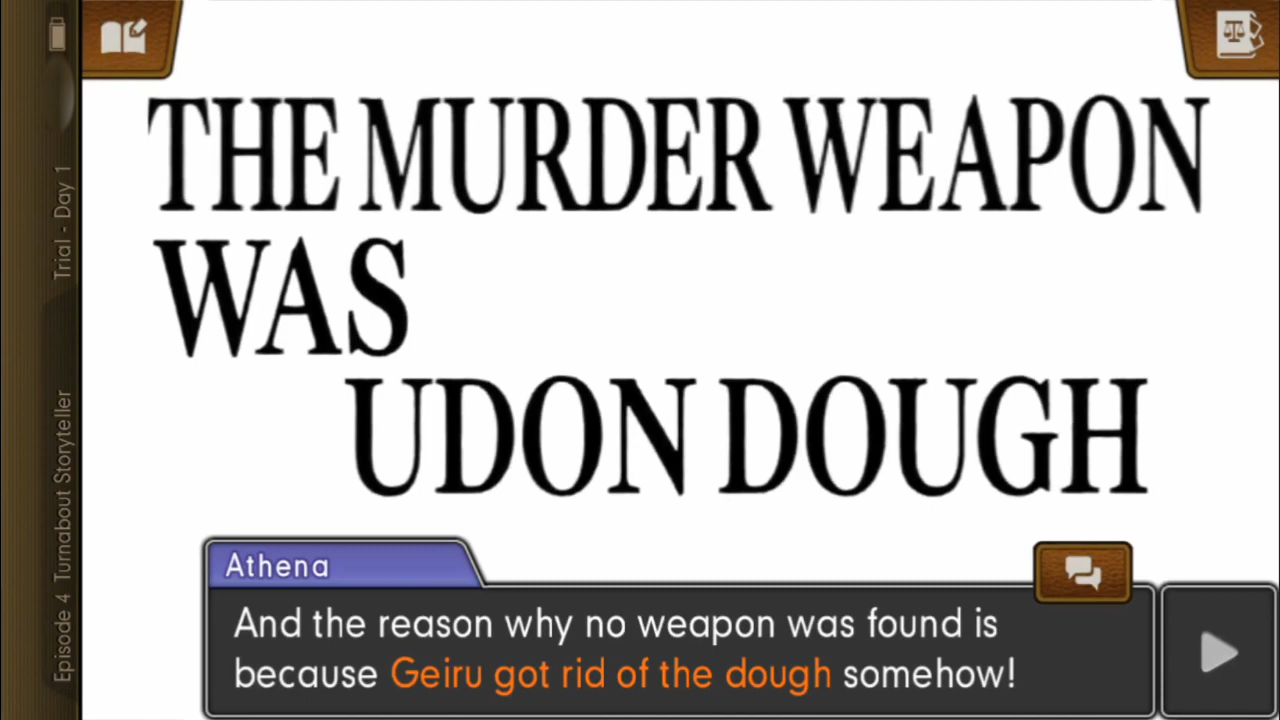 THE MURDER WEAPON
WAS
UDON DOUGH
Athena
And the reason why no weapon was found is
because Geiru got rid of the dough somehow!
Trial - Day 1
Episode 4 Turnabout Storyteller